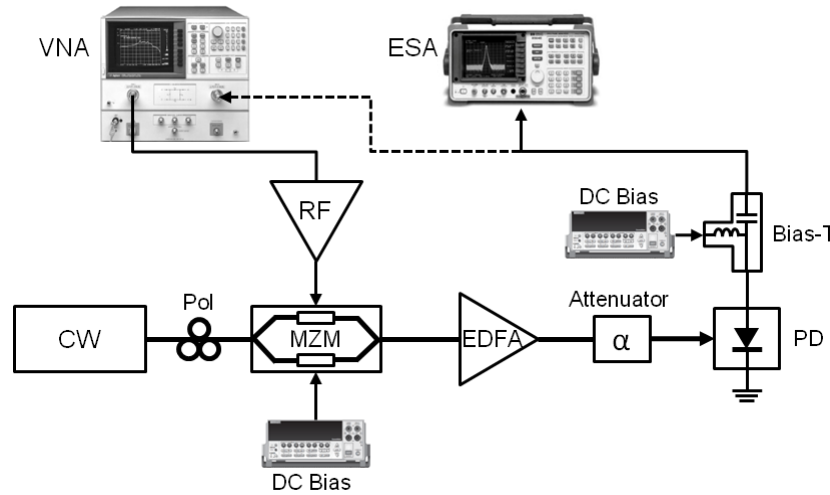 VNA
ESA
RF
DC Bias
Bias-T
Pol
Attenuator
CW
MZM
EDFA
α
PD
DC Bias